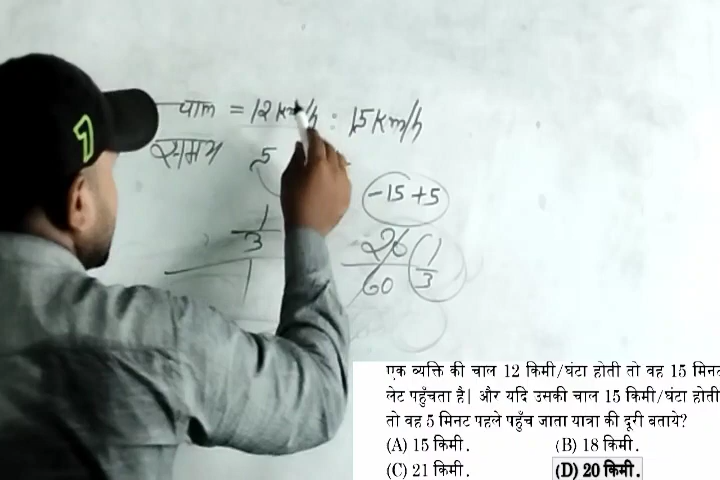 चाल = 12 km/h : 15 km/h
समय 5
-15 + 5
1/3 20/60 1/3
1
एक व्यक्ति की चाल 12 किमी/घंटा होती तो वह 15 मिनट
लेट पहुँचता है| और यदि उसकी चाल 15 किमी/घंटा होती
तो वह 5 मिनट पहले पहुँच जाता यात्रा की दूरी बताये?
(A) 15 किमी. (B) 18 किमी.
(C) 21 किमी. (D) 20 किमी.